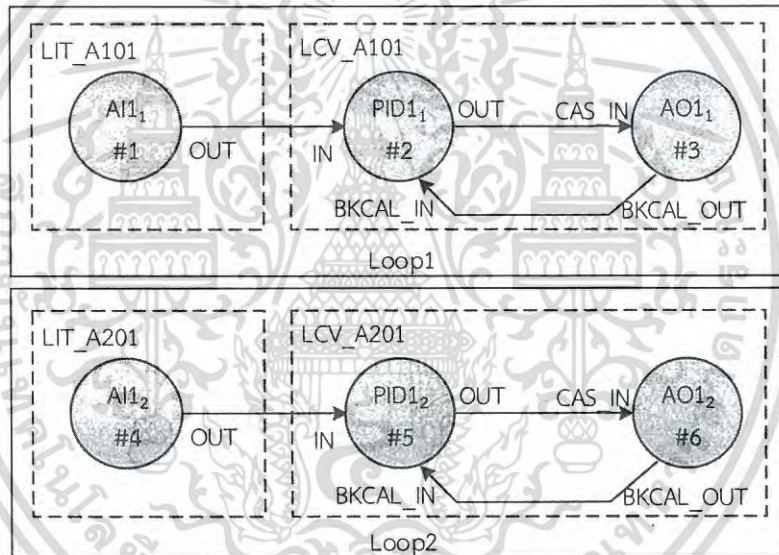 LIT_A101
LCV_A101
AI1₁
#1
OUT
IN
PID1₁
#2
OUT
CAS_IN
AO1₁
#3
BKCAL_IN
BKCAL_OUT
Loop1
LIT_A201
LCV_A201
AI1₂
#4
OUT
IN
PID1₂
#5
OUT
CAS_IN
AO1₂
#6
BKCAL_IN
BKCAL_OUT
Loop2